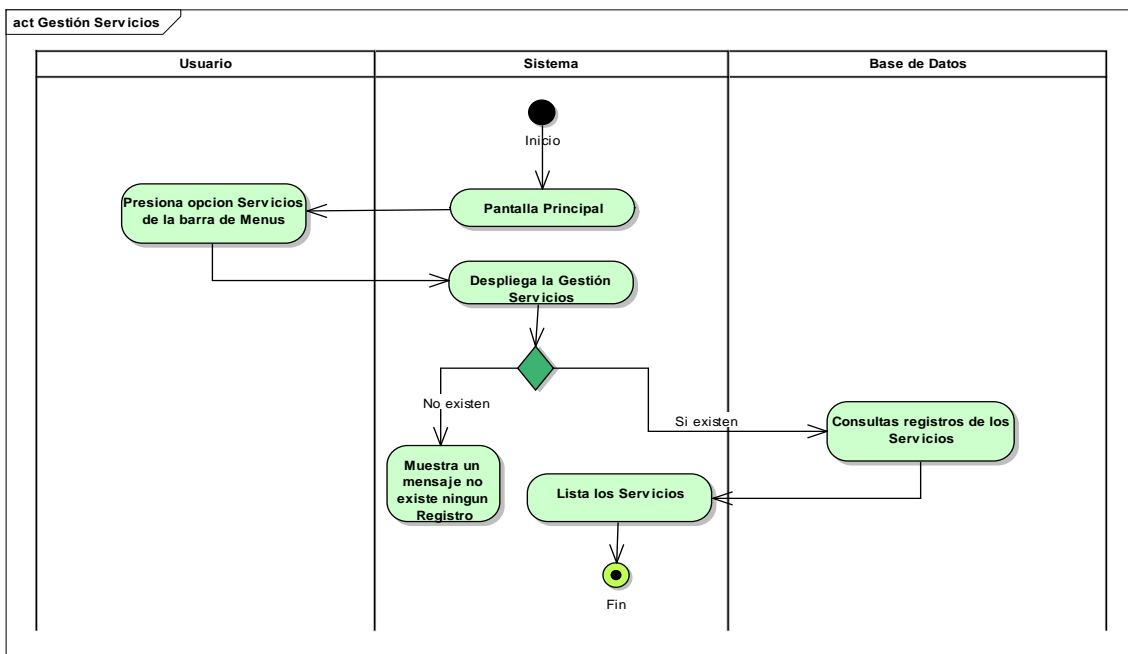 act Gestión Servicios
Usuario
Sistema
Base de Datos
Inicio
Presiona opcion Servicios
de la barra de Menus
Pantalla Principal
Despliega la Gestión
Servicios
No existen
Si existen
Consultas registros de los
Servicios
Muestra un
mensaje no
existe ningun
Registro
Lista los Servicios
Fin